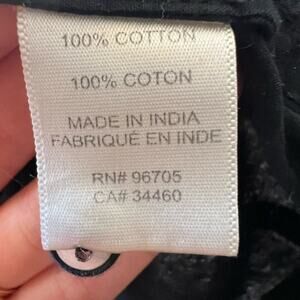 100% COTTON
100% COTON
MADE IN INDIA
FABRIQUÉ EN INDE
RN# 96705
CA# 34460